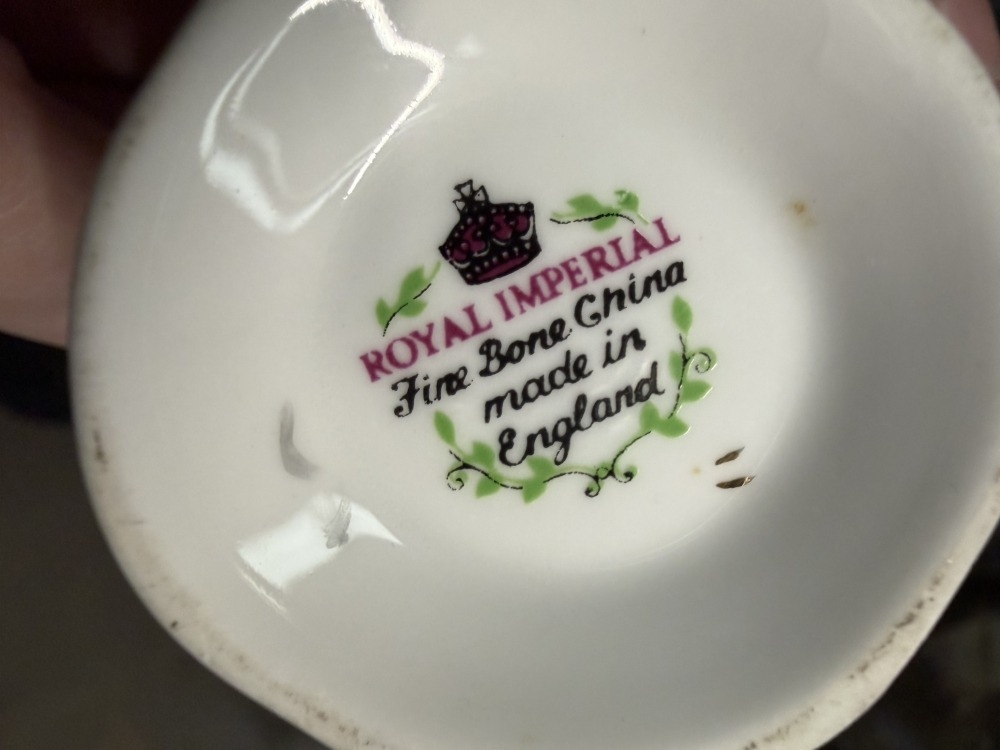 ROYAL IMPERIAL
Fine Bone China
made in
England